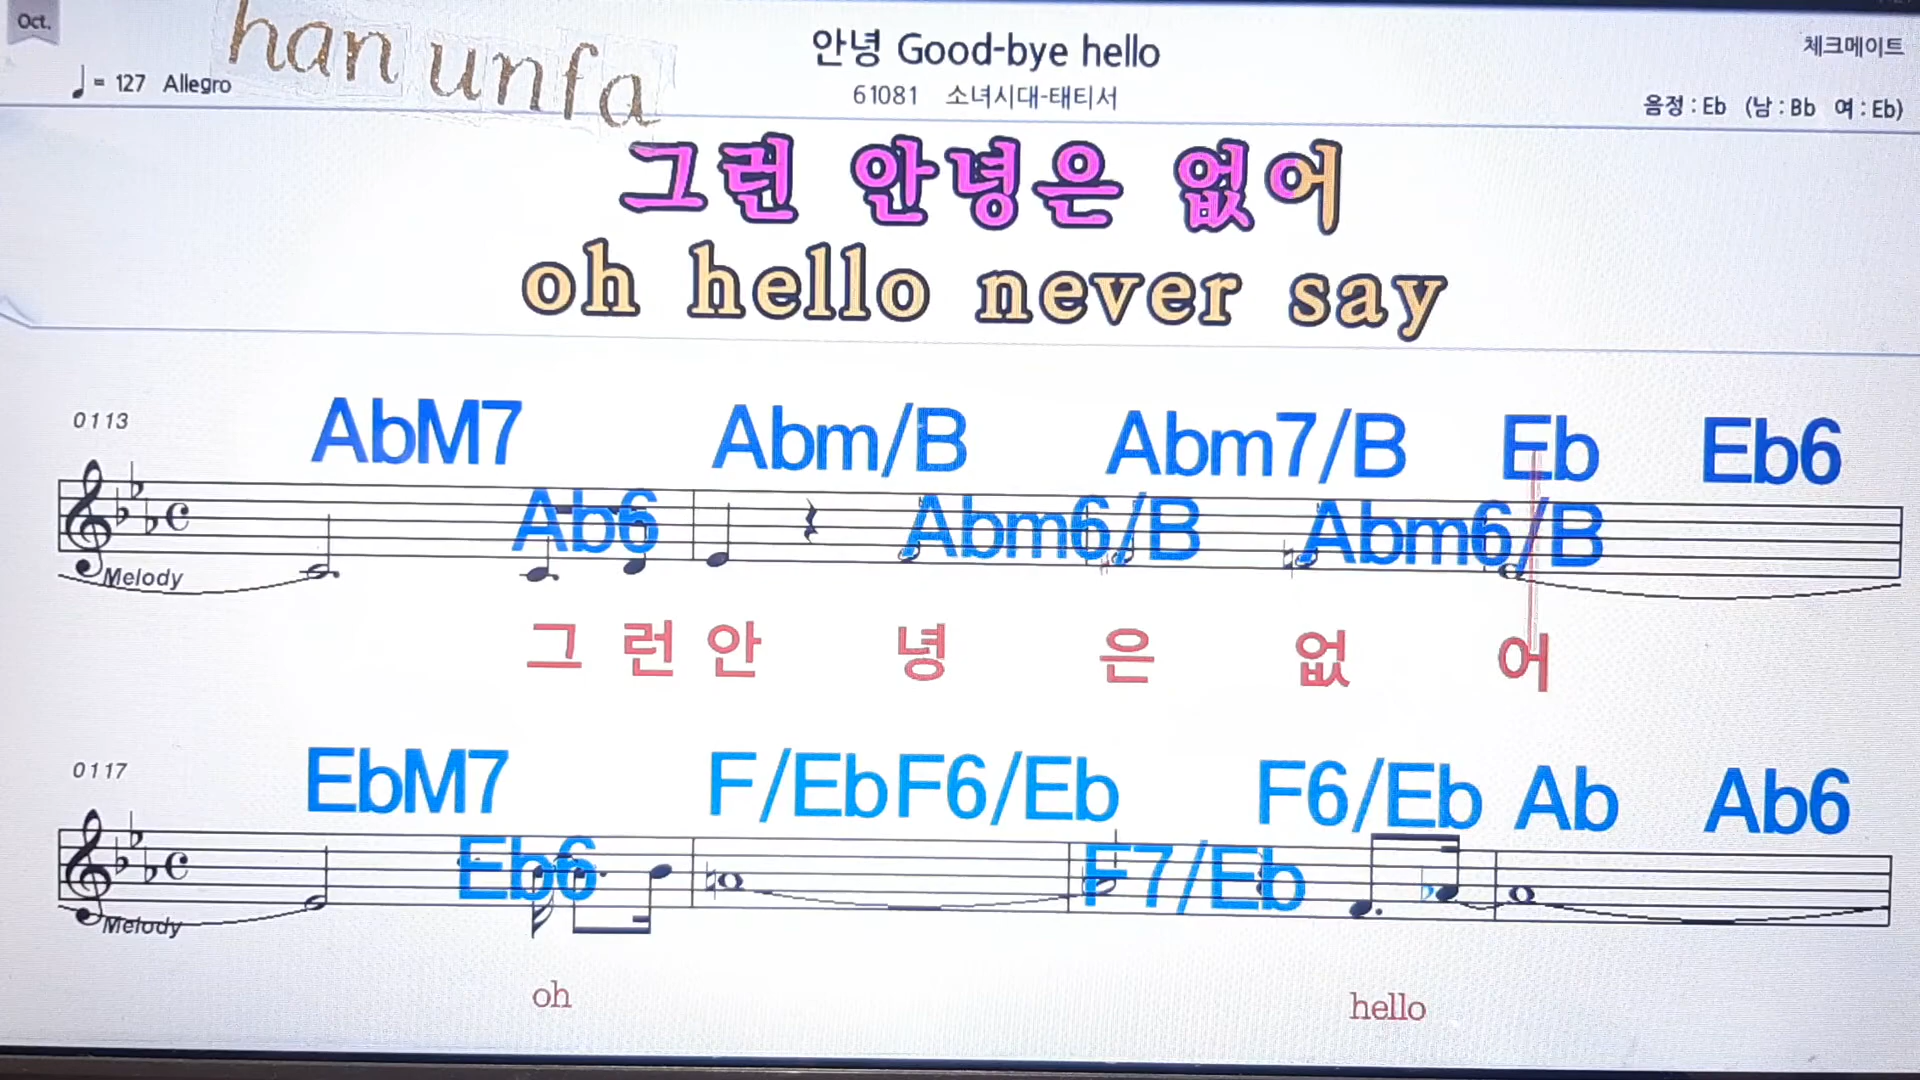 Oct.
han unfa
안녕 Good-bye hello
체크메이트
♩= 127 Allegro
61081 소녀시대-태티서
음정 : Eb (남 : Bb 여 : Eb)
그런 안녕은 없어
oh hello never say
0113
AbM7 Abm/B Abm7/B Eb Eb6
Ab6 Abm6/B Abm6/B
Melody
그 런 안 녕 은 없 어
0117
EbM7 F/Eb F6/Eb F6/Eb Ab Ab6
Eb6 F7/Eb
Melody
oh hello